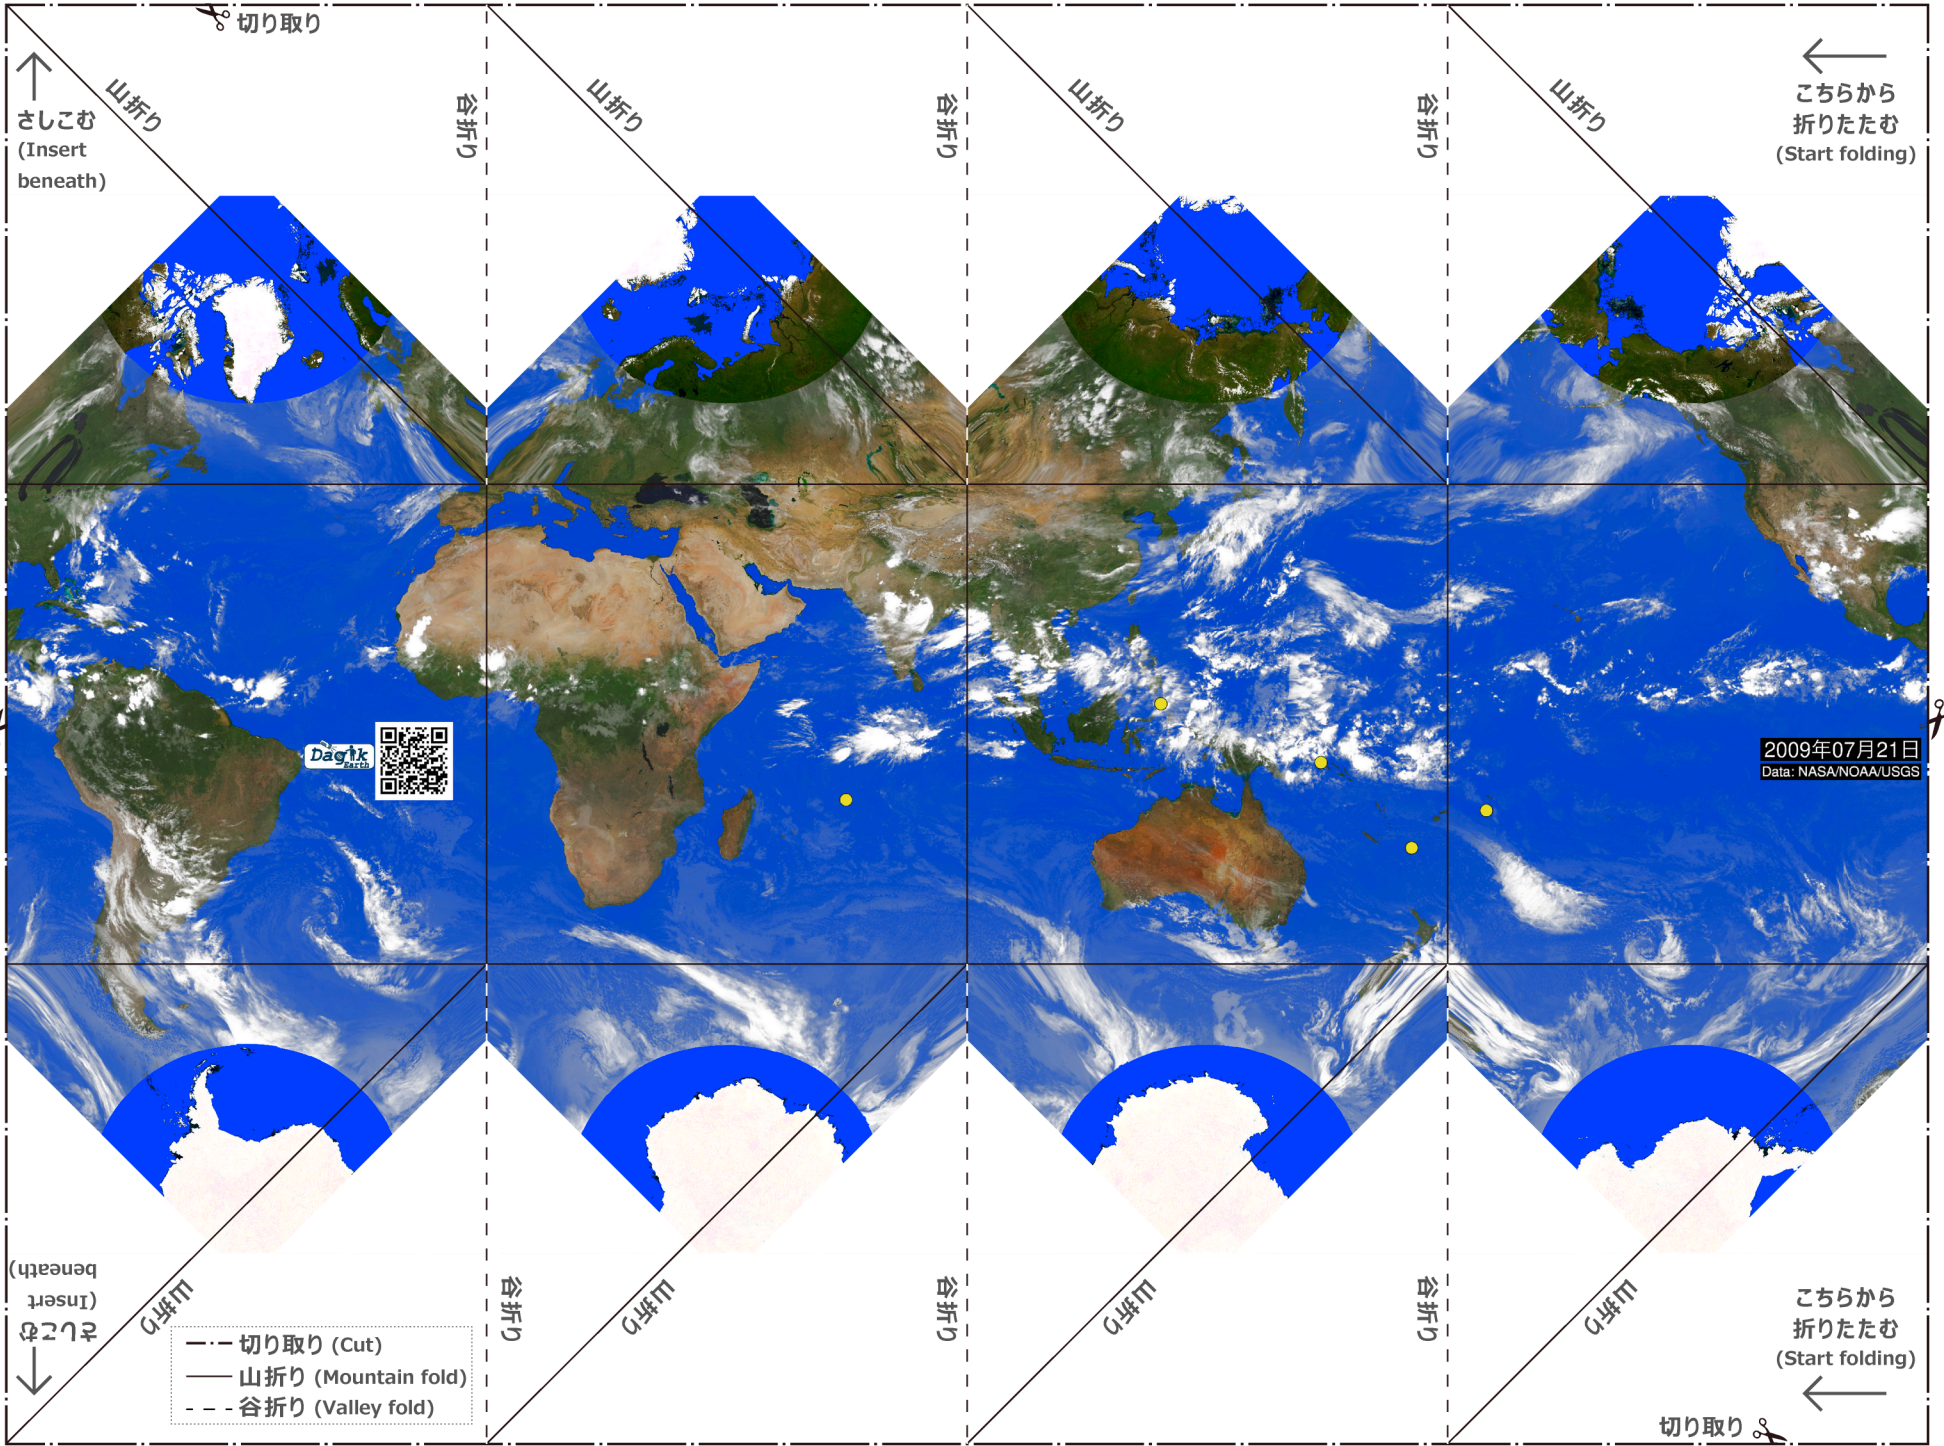 切り取り
さしこむ
(Insert
beneath)
山折り
谷折り
山折り
谷折り
山折り
谷折り
山折り
こちらから
折りたたむ
(Start folding)
Dagik
Earth
2009年07月21日
Data: NASA/NOAA/USGS
さしこむ
(Insert
beneath)
山折り
谷折り
山折り
谷折り
山折り
谷折り
山折り
こちらから
折りたたむ
(Start folding)
切り取り (Cut)
山折り (Mountain fold)
谷折り (Valley fold)
切り取り